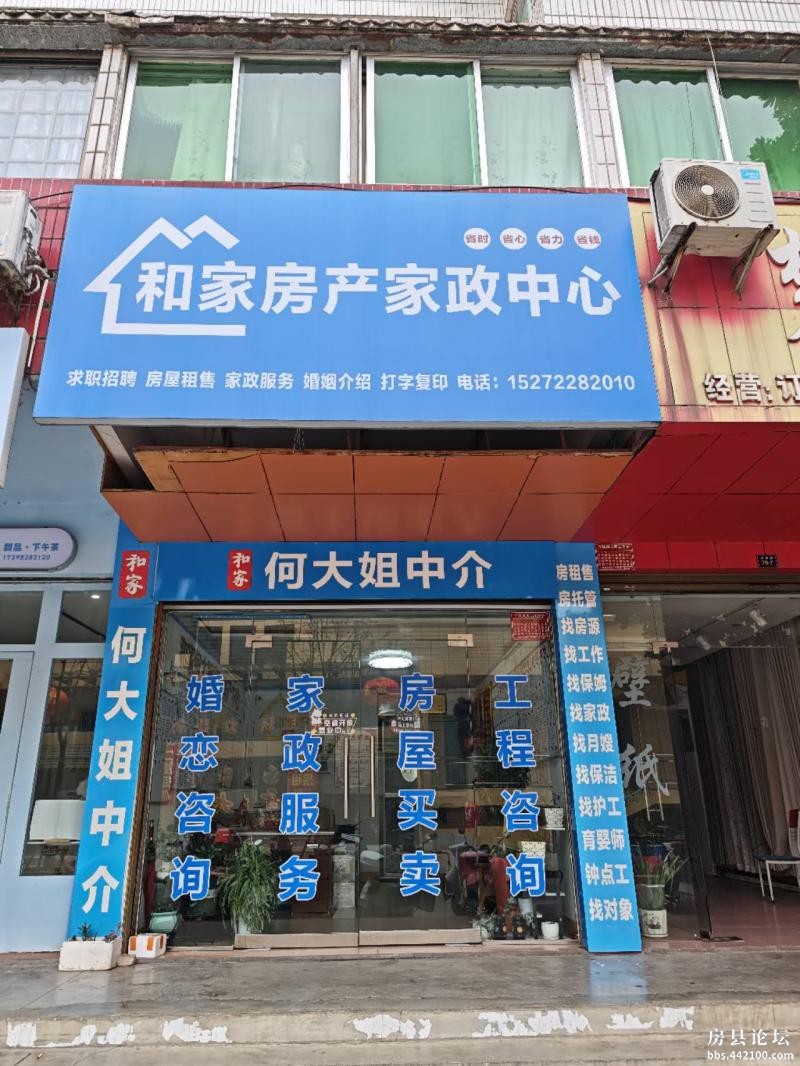 省时 省心 省力 省钱
和家房产家政中心
求职招聘 房屋租售 家政服务 婚姻介绍 打字复印 电话：15272282010
经营：订
甜品·下午茶
和家
和家 何大姐中介
何大姐中介
房租售
房托管
找房源
找工作
找保姆
找家政
找月嫂
找保洁
找护工
育婴师
钟点工
找对象
婚恋咨询
家政服务
房屋买卖
工程咨询
壁纸
房县论坛
bbs.442100.com